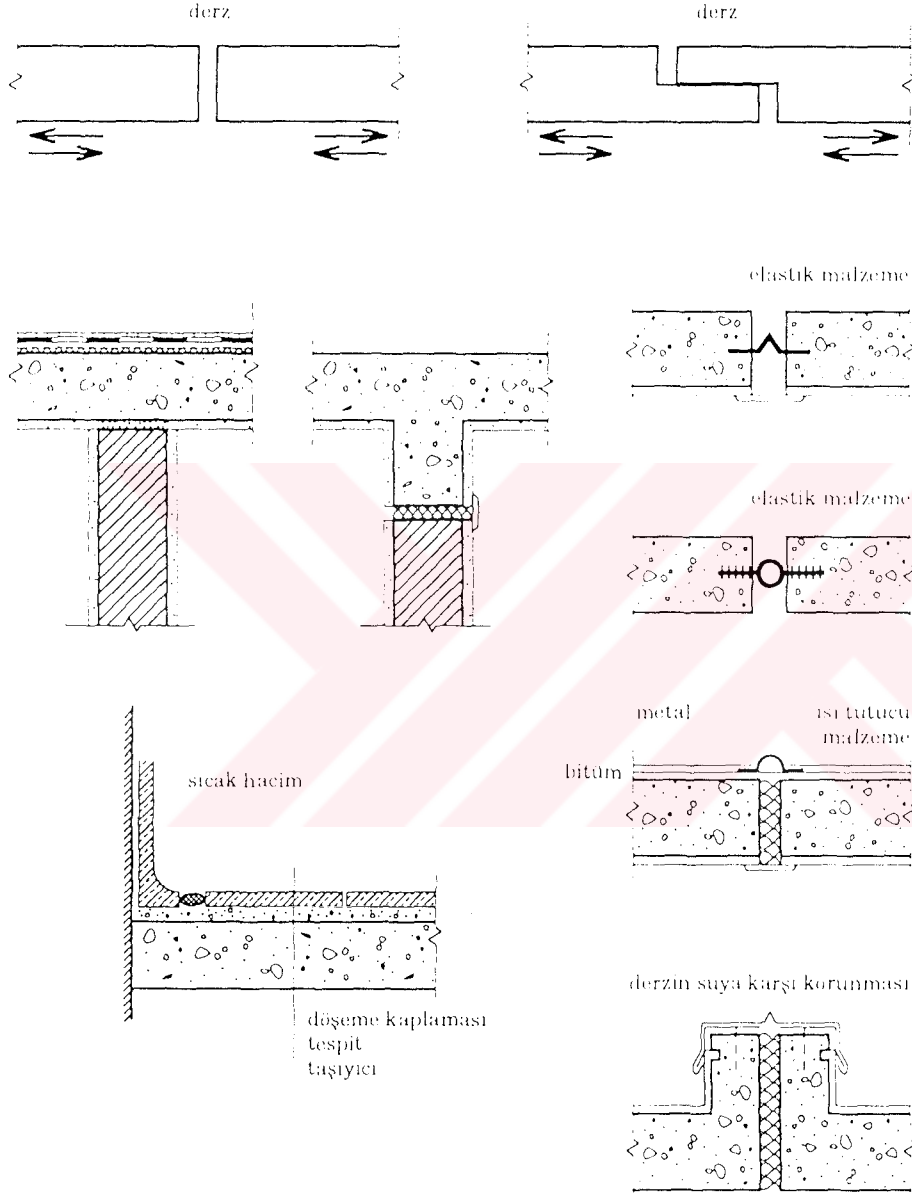 derz
derz
elastik malzeme
elastik malzeme
metal
ısı tutucu
malzeme
bitüm
sıcak hacim
döşeme kaplaması
tespit
taşıyıcı
derzin suya karşı korunması